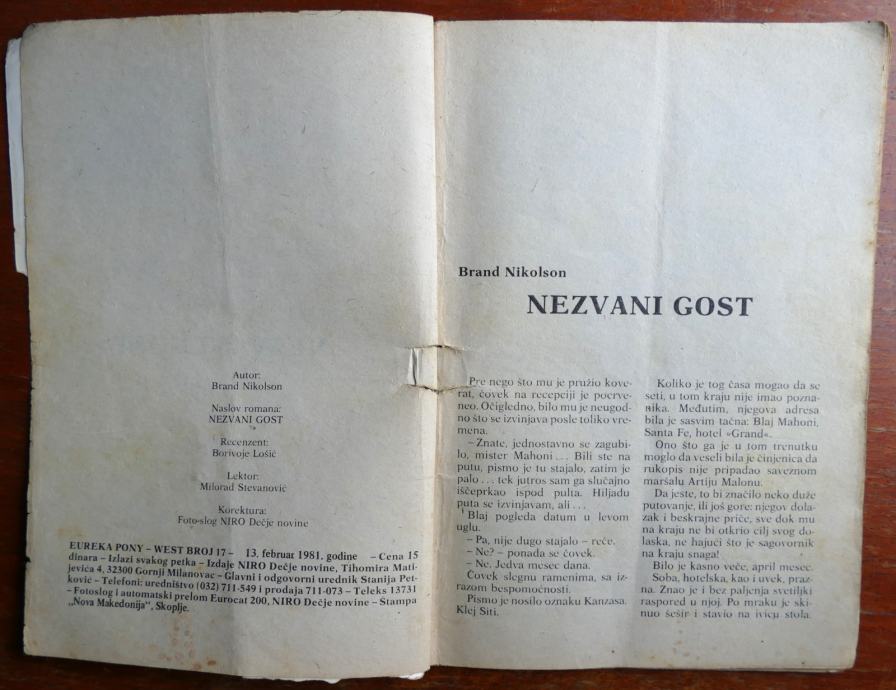 Autor:
Brand Nikolson
Naslov romana:
NEZVANI GOST
Recenzent:
Borivoje Lošić
Lektor:
Milorad Stevanović
Korektura:
Foto-slog NIRO Dečje novine
EUREKA PONY – WEST BROJ 17 – 13. februar 1981. godine – Cena 15
dinara – Izlazi svakog petka – Izdaje NIRO Dečje novine, Tihomira Mati-
jevića 4, 32300 Gornji Milanovac – Glavni i odgovorni urednik Stanija Pet-
ković – Telefoni: uredništvo (032) 711-549 i prodaja 711-073 – Teleks 13731
– Fotoslog i automatski prelom Eurocat 200, NIRO Dečje novine – Štampa
„Nova Makedonija“, Skoplje.
Brand Nikolson
NEZVANI GOST
Pre nego što mu je pružio kove-
rat, čovek na recepciji je pocrve-
neo. Očigledno, bilo mu je neugod-
no što se izvinjava posle toliko vre-
mena.
– Znate, jednostavno se zagubi-
lo, mister Mahoni... Bili ste na
putu, pismo je tu stajalo, zatim je
palo... tek jutros sam ga slučajno
iščeprkao ispod pulta. Hiljadu
puta se izvinjavam, ali...
Blaj pogleda datum u levom
uglu.
– Pa, nije dugo stajalo – reče.
– Ne? – ponada se čovek.
– Ne. Jedva mesec dana.
Čovek slegnu ramenima, sa iz-
razom bespomoćnosti.
Pismo je nosilo oznaku Kanzasa.
Klej Siti.
Koliko je tog časa mogao da se
seti, u tom kraju nije imao pozna-
nika. Međutim, njegova adresa
bila je sasvim tačna: Blaj Mahoni,
Santa Fe, hotel »Grand«.
Ono što ga je u tom trenutku
moglo da veseli bila je činjenica da
rukopis nije pripadao saveznom
maršalu Artiju Malonu.
Da jeste, to bi značilo neko duže
putovanje, ili još gore: njegov dola-
zak i beskrajne priče, sve dok mu
na kraju ne bi otkrio cilj svog do-
laska, ne hajući što je sagovornik
na kraju snaga!
Bilo je kasno veče, april mesec.
Soba, hotelska, kao i uvek, praz-
na. Znao je i bez paljenja svetiljki
raspored u njoj. Po mraku je ski-
nuo šešir i stavio na ivicu stola.